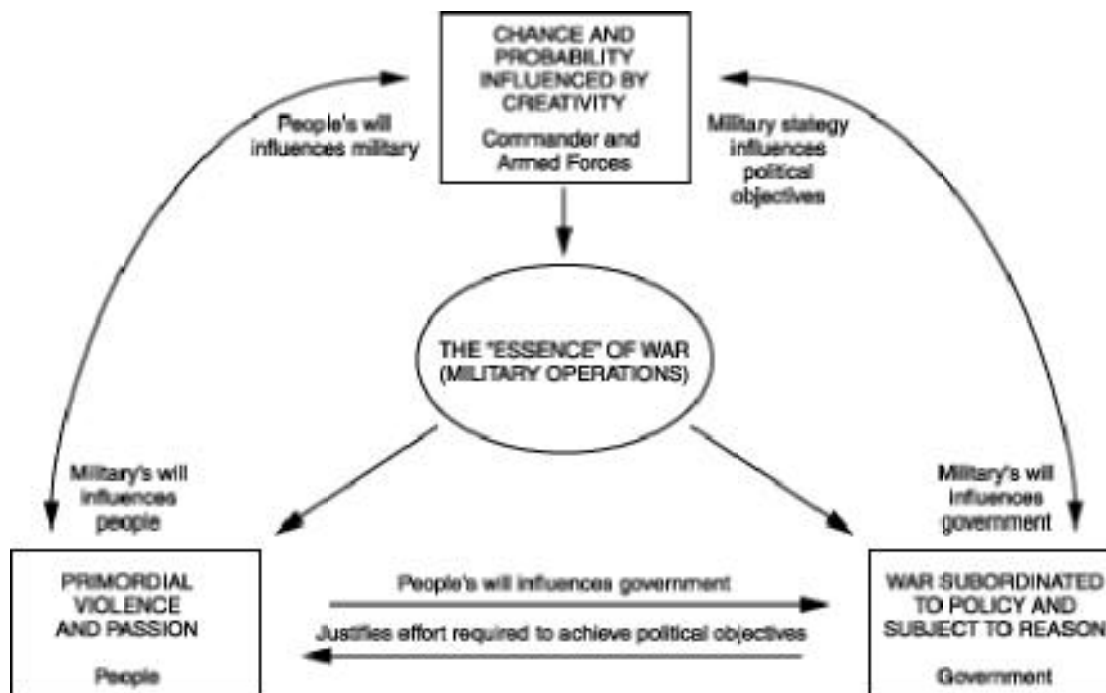 CHANCE AND
PROBABILITY
INFLUENCED BY
CREATIVITY
Commander and
Armed Forces
People's will
influences military
Military stategy
influences
political
objectives
THE "ESSENCE" OF WAR
(MILITARY OPERATIONS)
Military's will
influences
people
Military's will
influences
government
PRIMORDIAL
VIOLENCE
AND PASSION
People
People's will influences government
Justifies effort required to achieve political objectives
WAR SUBORDINATED
TO POLICY AND
SUBJECT TO REASON
Government